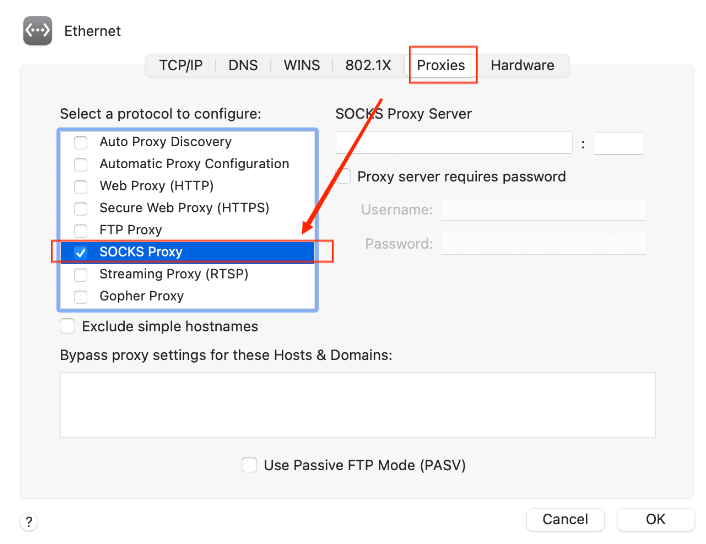 Ethernet
TCP/IP DNS WINS 802.1X Proxies Hardware
Select a protocol to configure:
Auto Proxy Discovery
Automatic Proxy Configuration
Web Proxy (HTTP)
Secure Web Proxy (HTTPS)
FTP Proxy
SOCKS Proxy
Streaming Proxy (RTSP)
Gopher Proxy
Exclude simple hostnames
SOCKS Proxy Server
:
Proxy server requires password
Username:
Password:
Bypass proxy settings for these Hosts & Domains:
Use Passive FTP Mode (PASV)
? Cancel OK